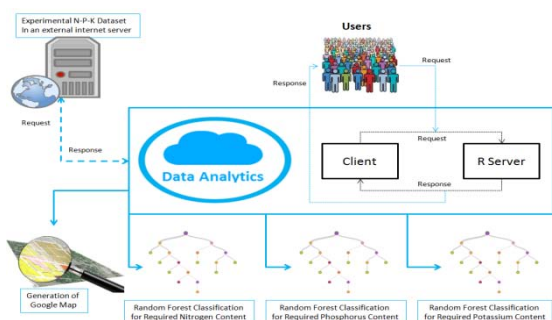 Experimental N-P-K Dataset
in an external internet server
Users
Request
Response
Request
Response
Data Analytics
Request
Client
R Server
Response
Generation of
Google Map
Random Forest Classification
for Required Nitrogen Content
Random Forest Classification
for Required Phosphorus Content
Random Forest Classification
for Required Potassium Content